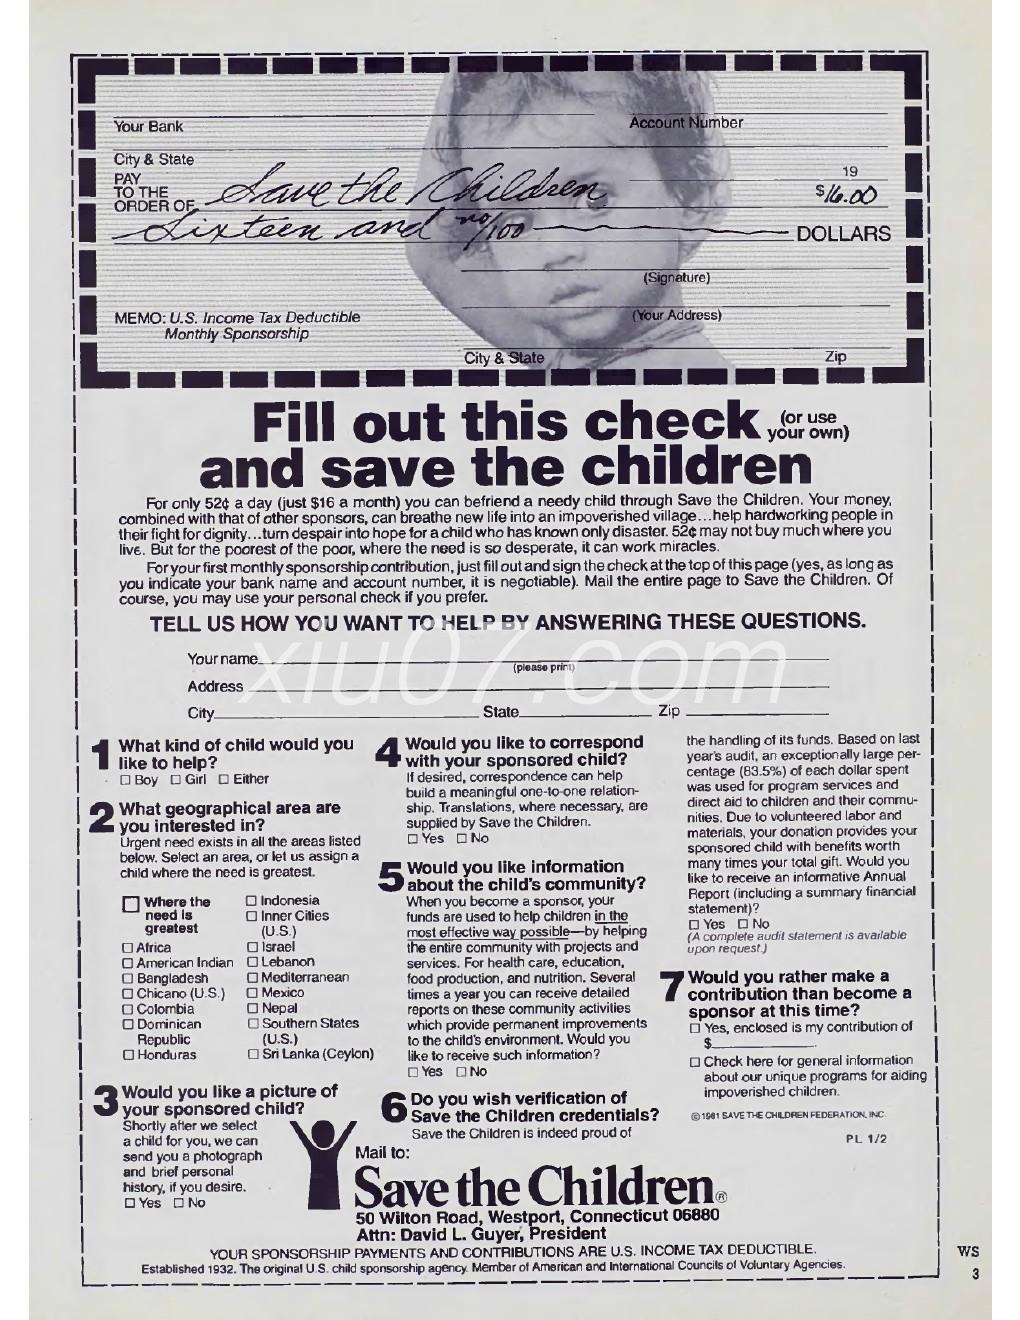 Your Bank
Account Number
City & State
PAY
TO THE
ORDER OF Save the Children
19
$16.00
Sixteen and no/100 DOLLARS
(Signature)
MEMO: U.S. Income Tax Deductible
Monthly Sponsorship
(Your Address)
City & State
Zip
Fill out this check (or use
your own)
and save the children
For only 52¢ a day (just $16 a month) you can befriend a needy child through Save the Children. Your money,
combined with that of other sponsors, can breathe new life into an impoverished village...help hardworking people in
their fight for dignity...turn despair into hope for a child who has known only disaster. 52¢ may not buy much where you
live. But for the poorest of the poor, where the need is so desperate, it can work miracles.
For your first monthly sponsorship contribution, just fill out and sign the check at the top of this page (yes, as long as
you indicate your bank name and account number, it is negotiable). Mail the entire page to Save the Children. Of
course, you may use your personal check if you prefer.
TELL US HOW YOU WANT TO HELP BY ANSWERING THESE QUESTIONS.
xiu07.com
Your name
(please print)
Address
City State Zip
1 What kind of child would you
like to help?
☐ Boy ☐ Girl ☐ Either
2 What geographical area are
you interested in?
Urgent need exists in all the areas listed
below. Select an area, or let us assign a
child where the need is greatest.
☐ Where the
need is
greatest
☐ Africa
☐ American Indian
☐ Bangladesh
☐ Chicano (U.S.)
☐ Colombia
☐ Dominican
Republic
☐ Honduras
☐ Indonesia
☐ Inner Cities
(U.S.)
☐ Israel
☐ Lebanon
☐ Mediterranean
☐ Mexico
☐ Nepal
☐ Southern States
(U.S.)
☐ Sri Lanka (Ceylon)
3 Would you like a picture of
your sponsored child?
Shortly after we select
a child for you, we can
send you a photograph
and brief personal
history, if you desire.
☐ Yes ☐ No
4 Would you like to correspond
with your sponsored child?
If desired, correspondence can help
build a meaningful one-to-one relation-
ship. Translations, where necessary, are
supplied by Save the Children.
☐ Yes ☐ No
5 Would you like information
about the child's community?
When you become a sponsor, your
funds are used to help children in the
most effective way possible—by helping
the entire community with projects and
services. For health care, education,
food production, and nutrition. Several
times a year you can receive detailed
reports on these community activities
which provide permanent improvements
to the child's environment. Would you
like to receive such information?
☐ Yes ☐ No
6 Do you wish verification of
Save the Children credentials?
Save the Children is indeed proud of
the handling of its funds. Based on last
year's audit, an exceptionally large per-
centage (83.5%) of each dollar spent
was used for program services and
direct aid to children and their commu-
nities. Due to volunteered labor and
materials, your donation provides your
sponsored child with benefits worth
many times your total gift. Would you
like to receive an informative Annual
Report (including a summary financial
statement)?
☐ Yes ☐ No
(A complete audit statement is available
upon request.)
7 Would you rather make a
contribution than become a
sponsor at this time?
☐ Yes, enclosed is my contribution of
$
☐ Check here for general information
about our unique programs for aiding
impoverished children.
© 1981 SAVE THE CHILDREN FEDERATION, INC.
PL 1/2
Mail to:
Save the Children®
50 Wilton Road, Westport, Connecticut 06880
Attn: David L. Guyer, President
YOUR SPONSORSHIP PAYMENTS AND CONTRIBUTIONS ARE U.S. INCOME TAX DEDUCTIBLE.
Established 1932. The original U.S. child sponsorship agency. Member of American and International Councils of Voluntary Agencies.
WS
3